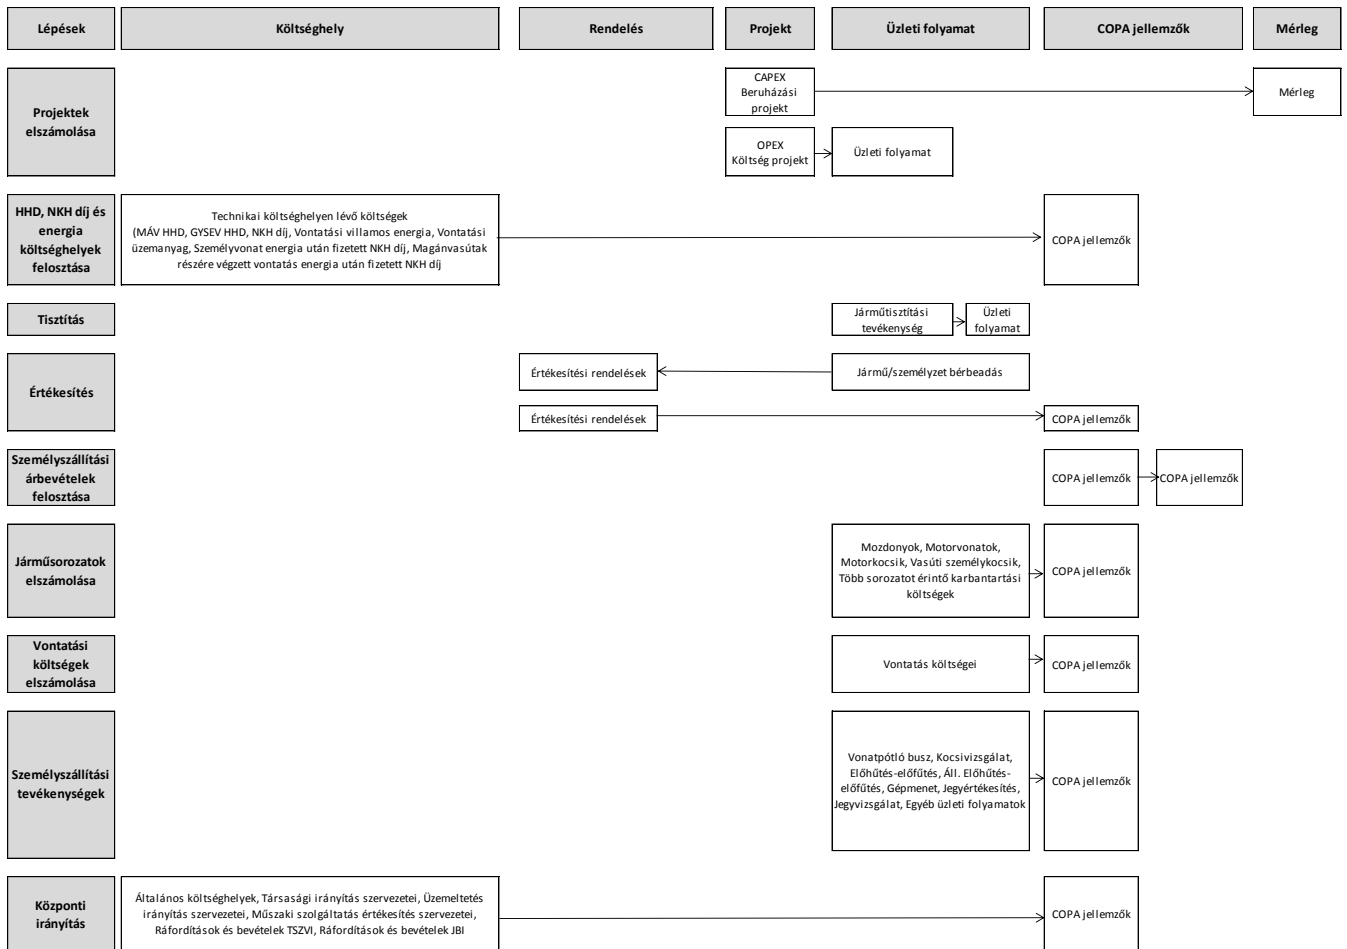 Lépések
Költséghely
Rendelés
Projekt
Üzleti folyamat
COPA jellemzők
Mérleg
Projektek
elszámolása
CAPEX
Beruházási
projekt
Mérleg
OPEX
Költség projekt
Üzleti folyamat
HHD, NKH díj és
energia
költséghelyek
felosztása
Technikai költséghelyen lévő költségek
(MÁV HHD, GYSEV HHD, NKH díj, Vontatási villamos energia, Vontatási
üzemanyag, Személyvonat energia után fizetett NKH díj, Magánvasútak
részére végzett vontatás energia után fizetett NKH díj
COPA jellemzők
Tisztítás
Járműtisztítási
tevékenység
Üzleti
folyamat
Értékesítés
Értékesítési rendelések
Jármű/személyzet bérbeadás
Értékesítési rendelések
COPA jellemzők
Személyszállítási
árbevételek
felosztása
COPA jellemzők
COPA jellemzők
Járműsorozatok
elszámolása
Mozdonyok, Motorvonatok,
Motorkocsik, Vasúti személykocsik,
Több sorozatot érintő karbantartási
költségek
COPA jellemzők
Vontatási
költségek
elszámolása
Vontatás költségei
COPA jellemzők
Személyszállítási
tevékenységek
Vonatpótló busz, Kocsivizsgálat,
Előhűtés-előfűtés, Áll. Előhűtés-
előfűtés, Gépmenet, Jegyértékesítés,
Jegyvizsgálat, Egyéb üzleti folyamatok
COPA jellemzők
Központi
irányítás
Általános költséghelyek, Társasági irányítás szervezetei, Üzemeltetés
irányítás szervezetei, Műszaki szolgáltatás értékesítés szervezetei,
Ráfordítások és bevételek TSZVI, Ráfordítások és bevételek JBI
COPA jellemzők